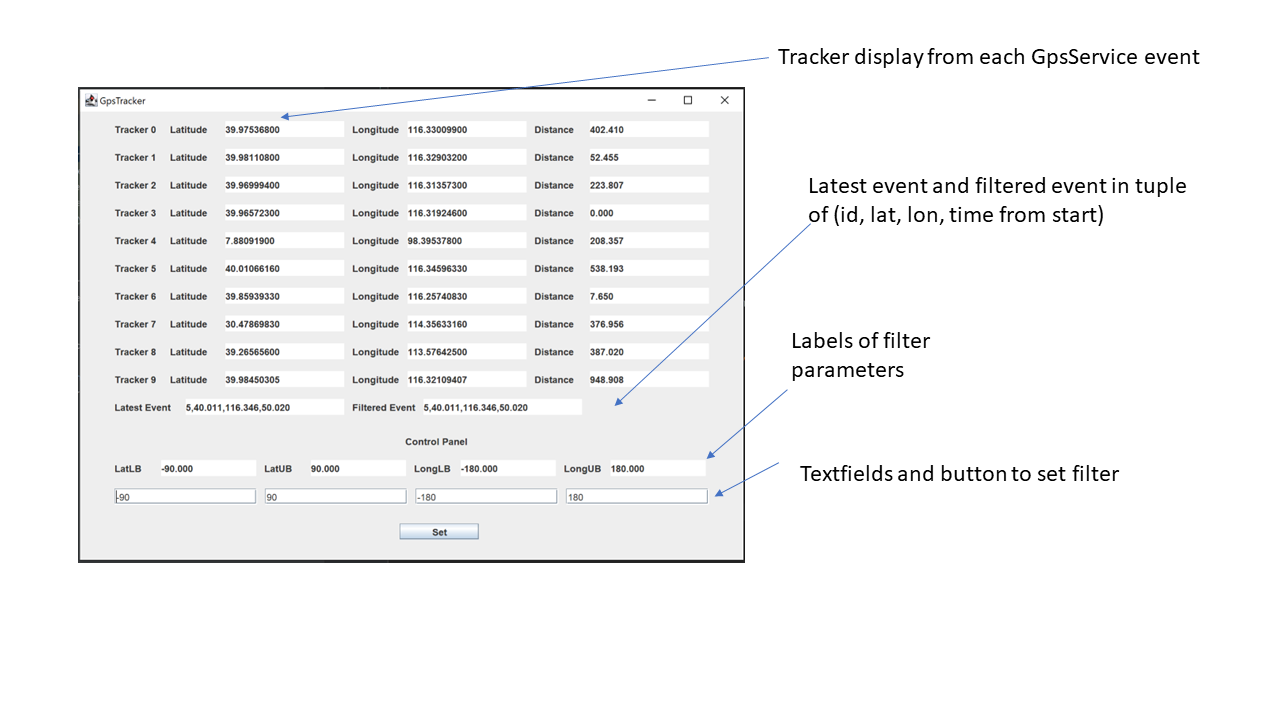 Tracker display from each GpsService event
GpsTracker
Tracker 0 Latitude 39.97536800 Longitude 116.33009900 Distance 402.410
Tracker 1 Latitude 39.98110800 Longitude 116.32903200 Distance 52.455
Tracker 2 Latitude 39.96999400 Longitude 116.31357300 Distance 223.807
Tracker 3 Latitude 39.96572300 Longitude 116.31924600 Distance 0.000
Tracker 4 Latitude 7.88091900 Longitude 98.39537800 Distance 208.357
Tracker 5 Latitude 40.01066160 Longitude 116.34596330 Distance 538.193
Tracker 6 Latitude 39.85939330 Longitude 116.25740830 Distance 7.650
Tracker 7 Latitude 30.47869830 Longitude 114.35633160 Distance 376.956
Tracker 8 Latitude 39.26565600 Longitude 113.57642500 Distance 387.020
Tracker 9 Latitude 39.98450305 Longitude 116.32109407 Distance 948.908
Latest Event 5,40.011,116.346,50.020 Filtered Event 5,40.011,116.346,50.020
Control Panel
LatLB -90.000 LatUB 90.000 LongLB -180.000 LongUB 180.000
-90 90 -180 180
Set
Latest event and filtered event in tuple
of (id, lat, lon, time from start)
Labels of filter
parameters
Textfields and button to set filter